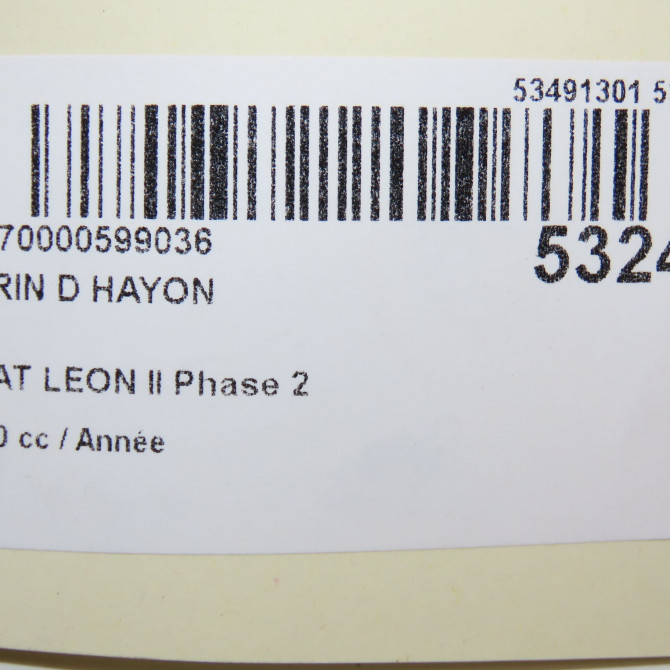 53491301 5
70000599036
5324
RIN D HAYON
AT LEON II Phase 2
0 cc / Année